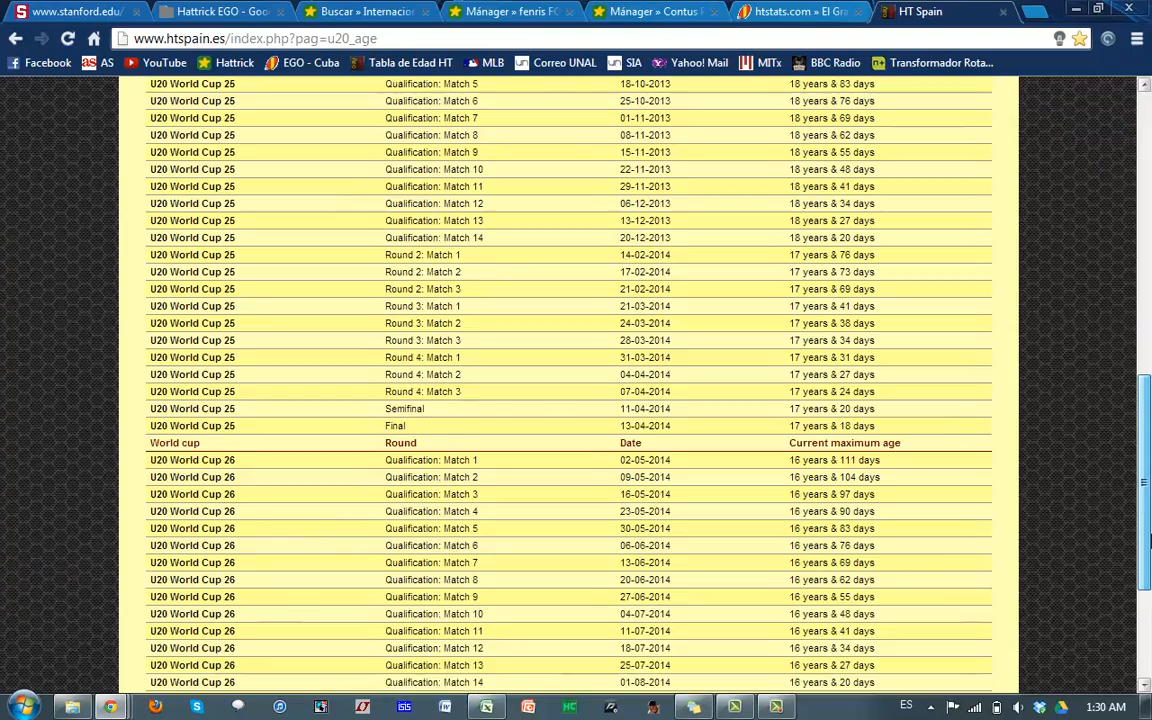 www.stanford.edu/
Hattrick EGO - Goo
Buscar » Internacio
Mánager » fenris FC
Mánager » Contus P
htstats.com » El Gra
HT Spain
www.htspain.es/index.php?pag=u20_age
Facebook
AS
YouTube
Hattrick
EGO - Cuba
Tabla de Edad HT
MLB
Correo UNAL
SIA
Yahoo! Mail
MITx
BBC Radio
Transformador Rota...
U20 World Cup 25 Qualification: Match 5 18-10-2013 18 years & 83 days
U20 World Cup 25 Qualification: Match 6 25-10-2013 18 years & 76 days
U20 World Cup 25 Qualification: Match 7 01-11-2013 18 years & 69 days
U20 World Cup 25 Qualification: Match 8 08-11-2013 18 years & 62 days
U20 World Cup 25 Qualification: Match 9 15-11-2013 18 years & 55 days
U20 World Cup 25 Qualification: Match 10 22-11-2013 18 years & 48 days
U20 World Cup 25 Qualification: Match 11 29-11-2013 18 years & 41 days
U20 World Cup 25 Qualification: Match 12 06-12-2013 18 years & 34 days
U20 World Cup 25 Qualification: Match 13 13-12-2013 18 years & 27 days
U20 World Cup 25 Qualification: Match 14 20-12-2013 18 years & 20 days
U20 World Cup 25 Round 2: Match 1 14-02-2014 17 years & 76 days
U20 World Cup 25 Round 2: Match 2 17-02-2014 17 years & 73 days
U20 World Cup 25 Round 2: Match 3 21-02-2014 17 years & 69 days
U20 World Cup 25 Round 3: Match 1 21-03-2014 17 years & 41 days
U20 World Cup 25 Round 3: Match 2 24-03-2014 17 years & 38 days
U20 World Cup 25 Round 3: Match 3 28-03-2014 17 years & 34 days
U20 World Cup 25 Round 4: Match 1 31-03-2014 17 years & 31 days
U20 World Cup 25 Round 4: Match 2 04-04-2014 17 years & 27 days
U20 World Cup 25 Round 4: Match 3 07-04-2014 17 years & 24 days
U20 World Cup 25 Semifinal 11-04-2014 17 years & 20 days
U20 World Cup 25 Final 13-04-2014 17 years & 18 days
World cup Round Date Current maximum age
U20 World Cup 26 Qualification: Match 1 02-05-2014 16 years & 111 days
U20 World Cup 26 Qualification: Match 2 09-05-2014 16 years & 104 days
U20 World Cup 26 Qualification: Match 3 16-05-2014 16 years & 97 days
U20 World Cup 26 Qualification: Match 4 23-05-2014 16 years & 90 days
U20 World Cup 26 Qualification: Match 5 30-05-2014 16 years & 83 days
U20 World Cup 26 Qualification: Match 6 06-06-2014 16 years & 76 days
U20 World Cup 26 Qualification: Match 7 13-06-2014 16 years & 69 days
U20 World Cup 26 Qualification: Match 8 20-06-2014 16 years & 62 days
U20 World Cup 26 Qualification: Match 9 27-06-2014 16 years & 55 days
U20 World Cup 26 Qualification: Match 10 04-07-2014 16 years & 48 days
U20 World Cup 26 Qualification: Match 11 11-07-2014 16 years & 41 days
U20 World Cup 26 Qualification: Match 12 18-07-2014 16 years & 34 days
U20 World Cup 26 Qualification: Match 13 25-07-2014 16 years & 27 days
U20 World Cup 26 Qualification: Match 14 01-08-2014 16 years & 20 days
ES
1:30 AM